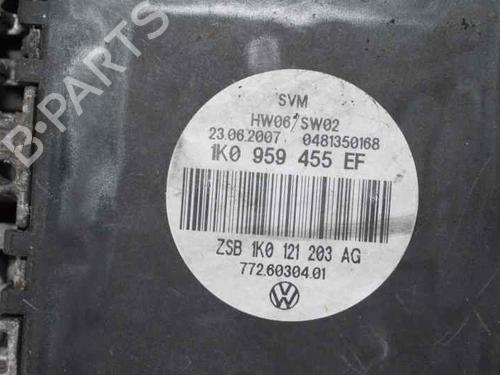 B-PARTS
SVM
HW06/SW02
23.06.2007 0481350168
1K0 959 455 EF
ZSB 1K0 121 203 AG
772.60304.01